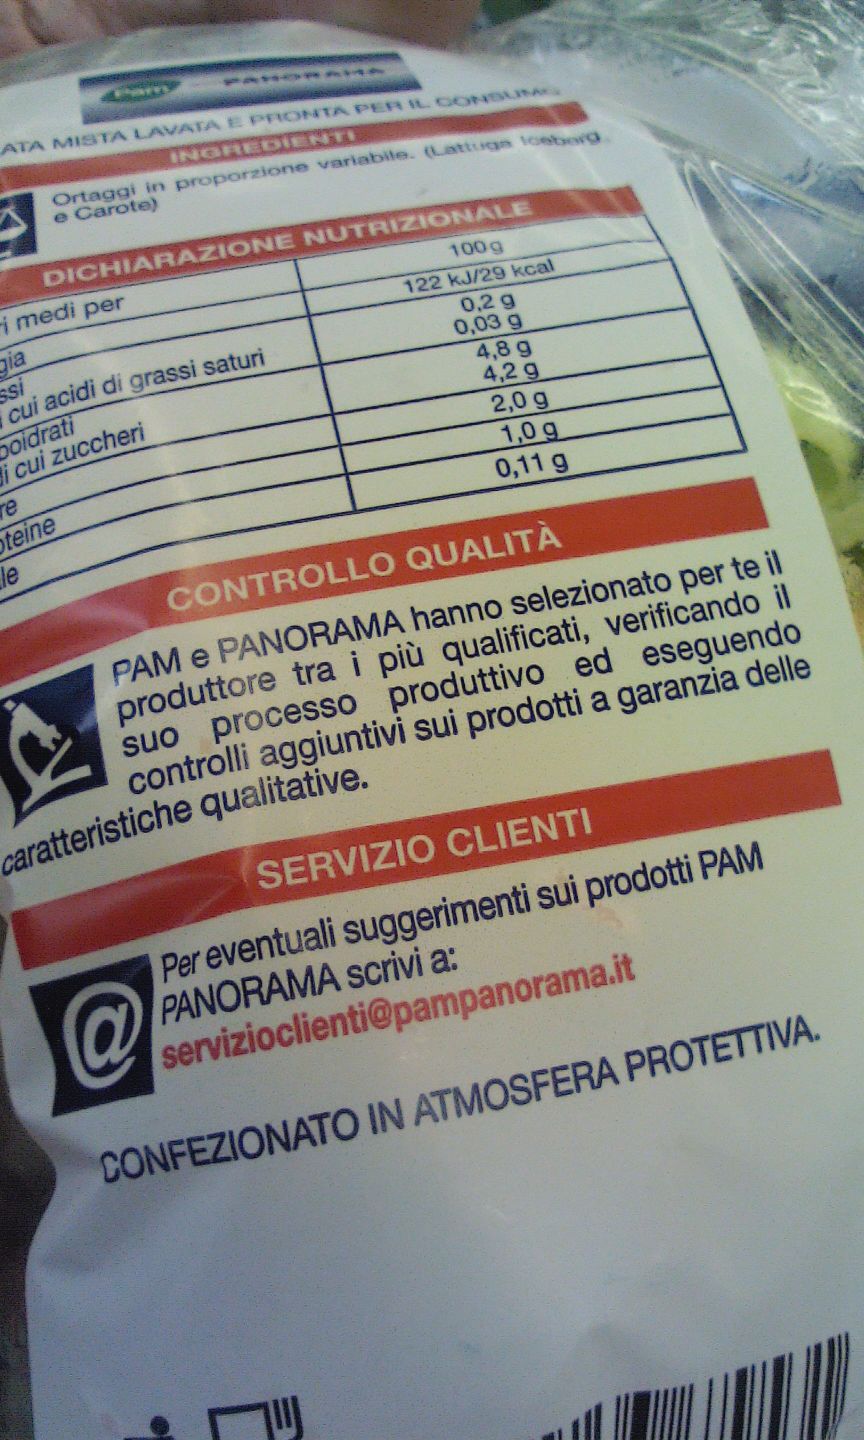 Pam PANORAMA
ATA MISTA LAVATA E PRONTA PER IL CONSUMO
INGREDIENTI
Ortaggi in proporzione variabile. (Lattuga Iceberg
e Carote)
DICHIARAZIONE NUTRIZIONALE
ri medi per 100g
gia 122 kJ/29 kcal
ssi 0,2 g
i cui acidi di grassi saturi 0,03 g
boidrati 4,8 g
di cui zuccheri 4,2 g
re 2,0 g
oteine 1,0 g
le 0,11 g
CONTROLLO QUALITÀ
PAM e PANORAMA hanno selezionato per te il
produttore tra i più qualificati, verificando il
suo processo produttivo ed eseguendo
controlli aggiuntivi sui prodotti a garanzia delle
caratteristiche qualitative.
SERVIZIO CLIENTI
@ Per eventuali suggerimenti sui prodotti PAM
PANORAMA scrivi a:
servizioclienti@pampanorama.it
CONFEZIONATO IN ATMOSFERA PROTETTIVA.